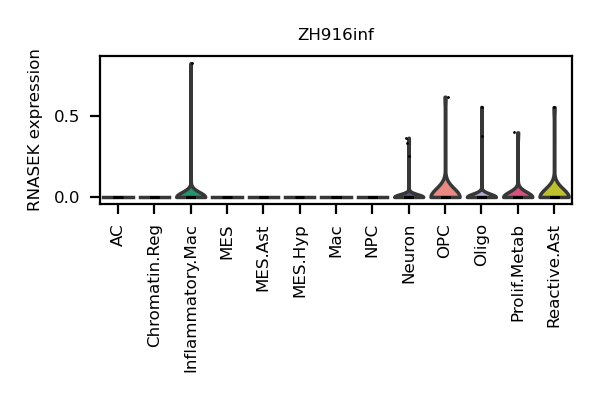 ZH916inf
RNASEK expression
0.5
0.0
AC
Chromatin.Reg
Inflammatory.Mac
MES
MES.Ast
MES.Hyp
Mac
NPC
Neuron
OPC
Oligo
Prolif.Metab
Reactive.Ast